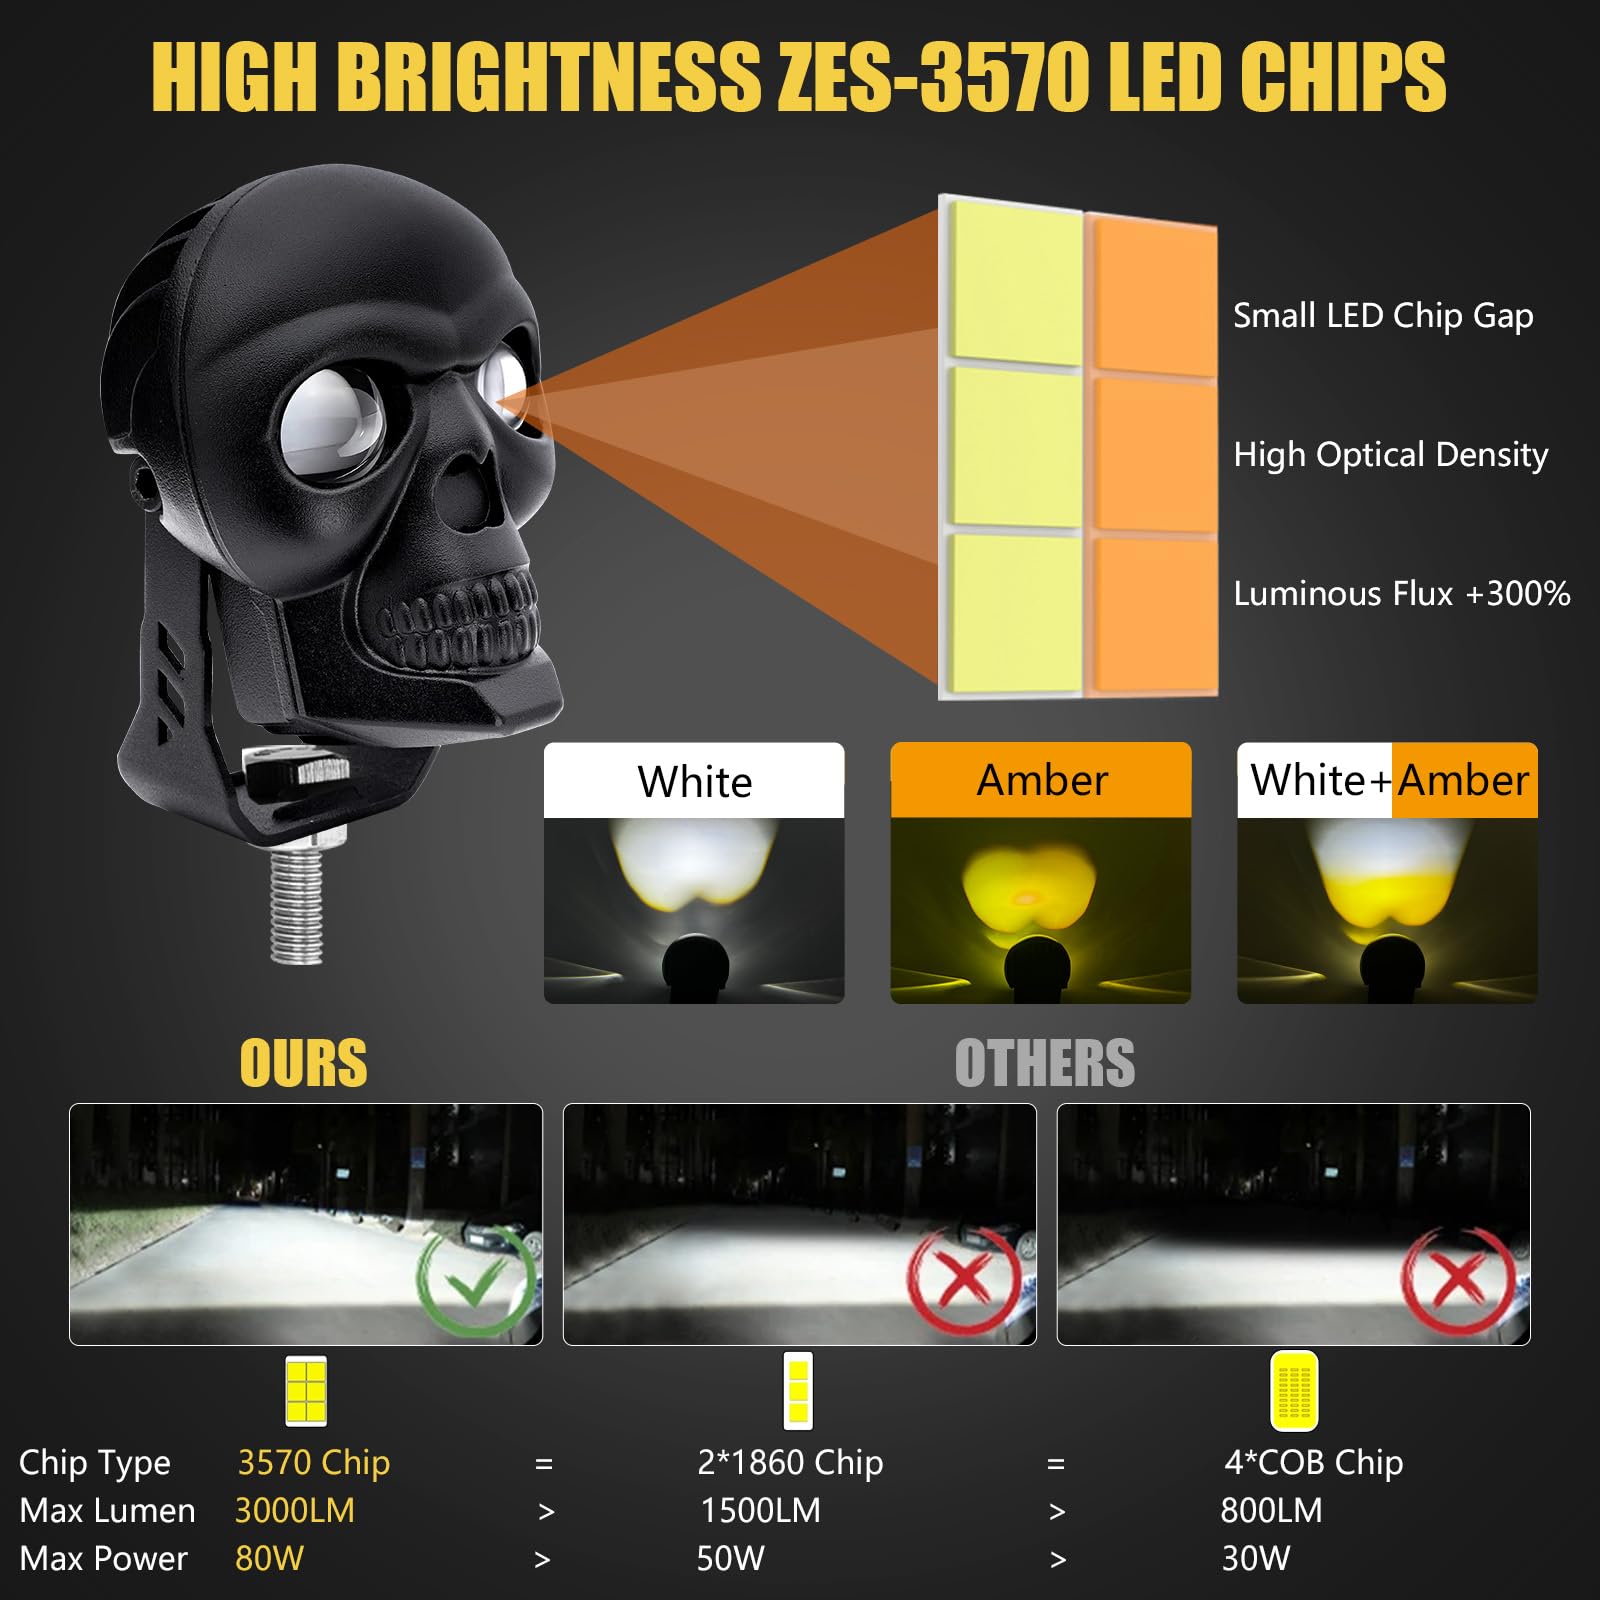 HIGH BRIGHTNESS ZES-3570 LED CHIPS
Small LED Chip Gap
High Optical Density
Luminous Flux +300%
White
Amber
White+Amber
OURS
OTHERS
Chip Type 3570 Chip = 2*1860 Chip = 4*COB Chip
Max Lumen 3000LM > 1500LM > 800LM
Max Power 80W > 50W > 30W